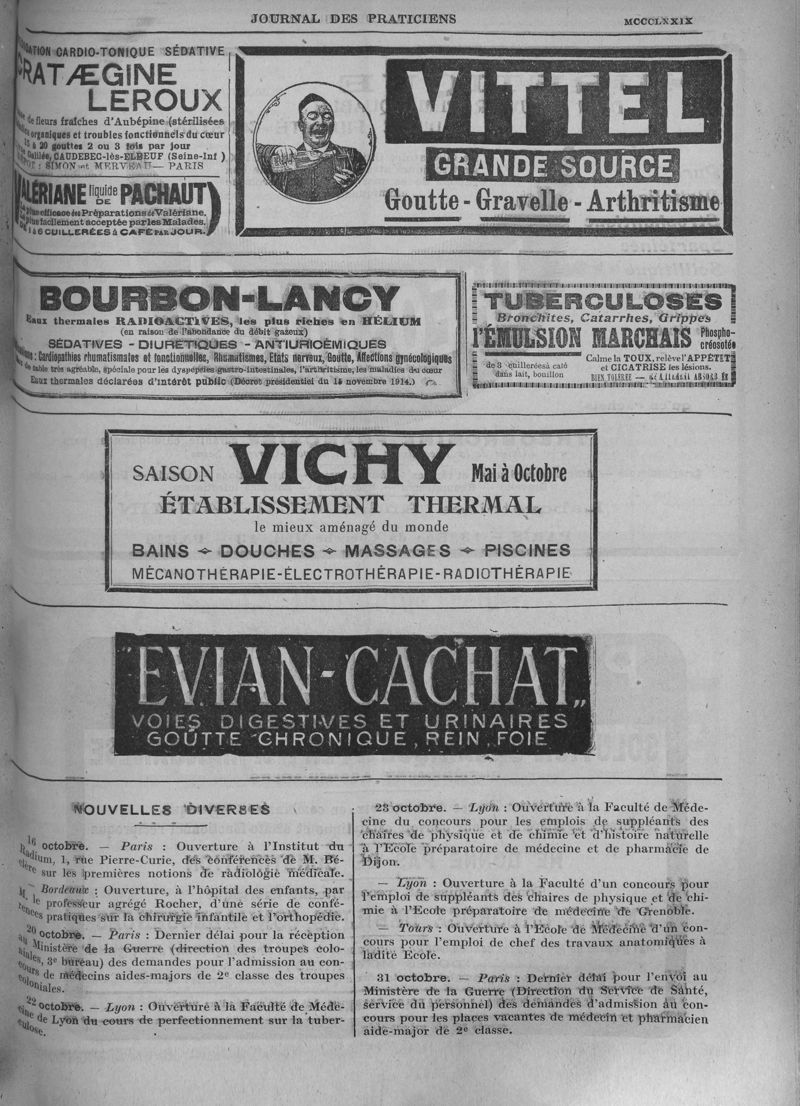 JOURNAL DES PRATICIENS
MCCCLXXIX
CARDIO-TONIQUE SÉDATIVE
RATÆGINE
LEROUX
de fleurs fraîches d'Aubépine (stérilisées
organiques et troubles fonctionnels du cœur
à 20 gouttes 2 ou 3 fois par jour
CAUDEBEC-lès-ELBEUF (Seine-Inf)
SIMON et MERVEAU — PARIS
VALÉRIANE liquide DE PACHAUT
efficace des Préparations de Valériane,
facilement acceptée par les Malades.
à 6 CUILLERÉES à CAFÉ PAR JOUR.
VITTEL
GRANDE SOURCE
Goutte - Gravelle - Arthritisme
BOURBON-LANCY
Eaux thermales RADIOACTIVES, les plus riches en HÉLIUM
(en raison de l'abondance du débit gazeux)
SÉDATIVES - DIURÉTIQUES - ANTIURICÉMIQUES
: Cardiopathies rhumatismales et fonctionnelles, Rhumatismes, Etats nerveux, Goutte, Affections gynécologiques
de table très agréable, spéciale pour les dyspépsies gastro-intestinales, l'arthritisme, les maladies du cœur
Eaux thermales déclarées d'intérêt public (Décret présidentiel du 14 novembre 1914.)
TUBERCULOSES
Bronchites, Catarrhes, Grippes
l'ÉMULSION MARCHAIS Phospho-créosotée
de 3 cuillerées à café
dans lait, bouillon
Calme la TOUX, relève l'APPÉTIT
et CICATRISE les lésions.
BIEN TOLÉRÉE —
SAISON VICHY Mai à Octobre
ÉTABLISSEMENT THERMAL
le mieux aménagé du monde
BAINS DOUCHES MASSAGES PISCINES
MÉCANOTHÉRAPIE-ÉLECTROTHÉRAPIE-RADIOTHÉRAPIE
"EVIAN-CACHAT"
VOIES DIGESTIVES ET URINAIRES
GOUTTE CHRONIQUE, REIN, FOIE
NOUVELLES DIVERSES
16 octobre. — Paris : Ouverture à l'Institut du
Radium, 1, rue Pierre-Curie, des conférences de M. Bé-
clère sur les premières notions de radiologie médicale.
— Bordeaux : Ouverture, à l'hôpital des enfants, par
M. le professeur agrégé Rocher, d'une série de confé-
rences pratiques sur la chirurgie infantile et l'orthopédie.
20 octobre. — Paris : Dernier délai pour la réception
au Ministère de la Guerre (direction des troupes colo-
niales, 3e bureau) des demandes pour l'admission au con-
cours de médecins aides-majors de 2e classe des troupes
coloniales.
22 octobre. — Lyon : Ouverture à la Faculté de Méde-
cine de Lyon du cours de perfectionnement sur la tuber-
culose.
23 octobre. — Lyon : Ouverture à la Faculté de Méde-
cine du concours pour les emplois de suppléants des
chaires de physique et de chimie et d'histoire naturelle
à l'Ecole préparatoire de médecine et de pharmacie de
Dijon.
— Lyon : Ouverture à la Faculté d'un concours pour
l'emploi de suppléants des chaires de physique et de chi-
mie à l'Ecole préparatoire de médecine de Grenoble.
— Tours : Ouverture à l'Ecole de Médecine d'un con-
cours pour l'emploi de chef des travaux anatomiques à
ladite Ecole.
31 octobre. — Paris : Dernier délai pour l'envoi au
Ministère de la Guerre (Direction du Service de Santé,
service du personnel) des demandes d'admission au con-
cours pour les places vacantes de médecin et pharmacien
aide-major de 2e classe.